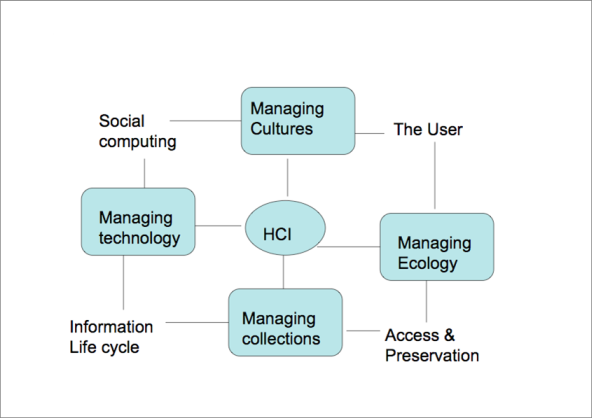 Managing
Cultures
Social
computing
The User
Managing
technology
HCI
Managing
Ecology
Managing
collections
Information
Life cycle
Access &
Preservation